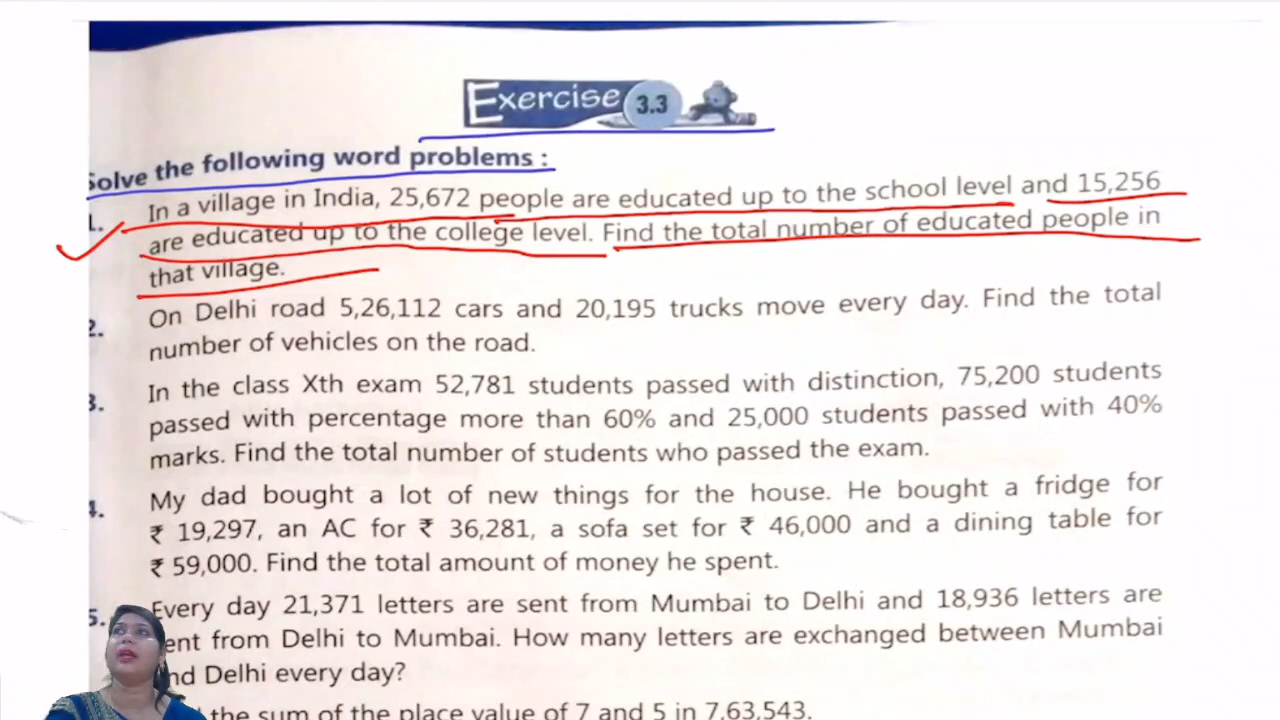 Exercise 3.3
Solve the following word problems :
1. In a village in India, 25,672 people are educated up to the school level and 15,256
are educated up to the college level. Find the total number of educated people in
that village.
2. On Delhi road 5,26,112 cars and 20,195 trucks move every day. Find the total
number of vehicles on the road.
3. In the class Xth exam 52,781 students passed with distinction, 75,200 students
passed with percentage more than 60% and 25,000 students passed with 40%
marks. Find the total number of students who passed the exam.
4. My dad bought a lot of new things for the house. He bought a fridge for
₹ 19,297, an AC for ₹ 36,281, a sofa set for ₹ 46,000 and a dining table for
₹ 59,000. Find the total amount of money he spent.
5. Every day 21,371 letters are sent from Mumbai to Delhi and 18,936 letters are
sent from Delhi to Mumbai. How many letters are exchanged between Mumbai
and Delhi every day?
the sum of the place value of 7 and 5 in 7,63,543.